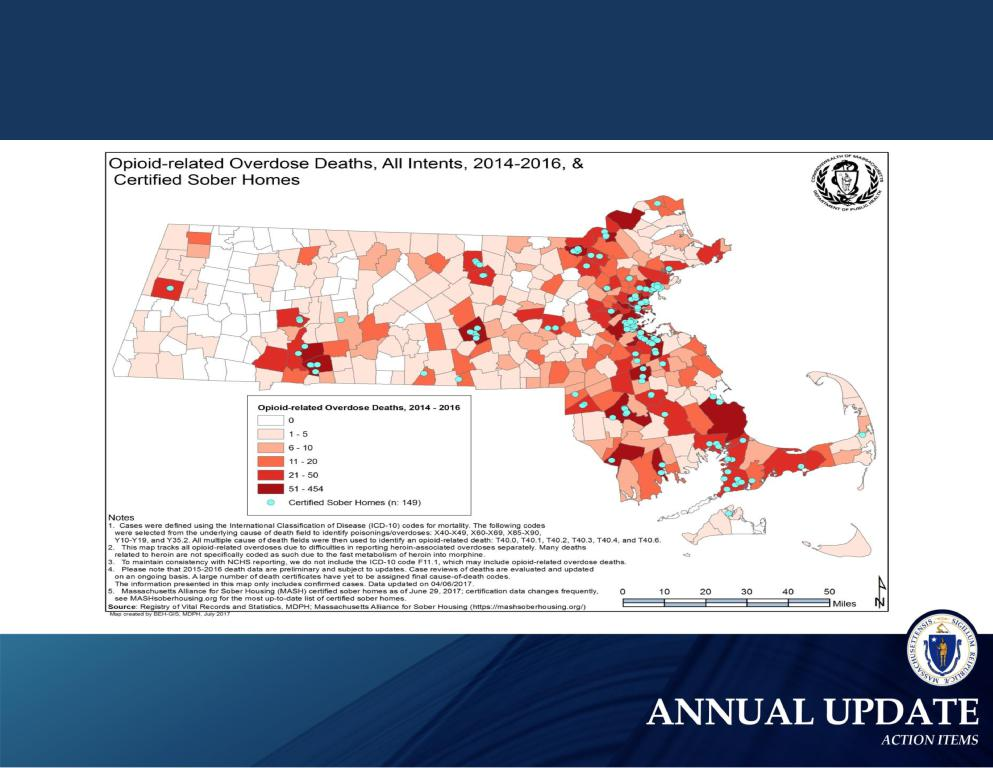 Opioid-related Overdose Deaths, All Intents, 2014-2016, &
Certified Sober Homes
COMMONWEALTH OF MASSACHUSETTS
DEPARTMENT OF PUBLIC HEALTH
Opioid-related Overdose Deaths, 2014 - 2016
0
1 - 5
6 - 10
11 - 20
21 - 50
51 - 454
Certified Sober Homes (n: 149)
Notes
1. Cases were defined using the International Classification of Disease (ICD-10) codes for mortality. The following codes
were selected from the underlying cause of death field to identify poisonings/overdoses: X40-X49, X60-X69, X85-X90,
Y10-Y19, and Y35.2. All multiple cause of death fields were then used to identify an opioid-related death: T40.0, T40.1, T40.2, T40.3, T40.4, and T40.6.
2. This map tracks all opioid-related overdoses due to difficulties in reporting heroin-associated overdoses separately. Many deaths
related to heroin are not specifically coded as such due to the fast metabolism of heroin into morphine.
3. To maintain consistency with NCHS reporting, we do not include the ICD-10 code F11.1, which may include opioid-related overdose deaths.
4. Please note that 2015-2016 death data are preliminary and subject to updates. Case reviews of deaths are evaluated and updated
on an ongoing basis. A large number of death certificates have yet to be assigned final cause-of-death codes.
The information presented in this map only includes confirmed cases. Data updated on 04/06/2017.
5. Massachusetts Alliance for Sober Housing (MASH) certified sober homes as of June 29, 2017; certification data changes frequently,
see MASHsoberhousing.org for the most up-to-date list of certified sober homes.
Source: Registry of Vital Records and Statistics, MDPH; Massachusetts Alliance for Sober Housing (https://mashsoberhousing.org/)
Map created by BEH-GIS, MDPH, July 2017
0 10 20 30 40 50
Miles
N
SIGILLUM REIPUBLICÆ MASSACHUSETTENSIS
ANNUAL UPDATE
ACTION ITEMS